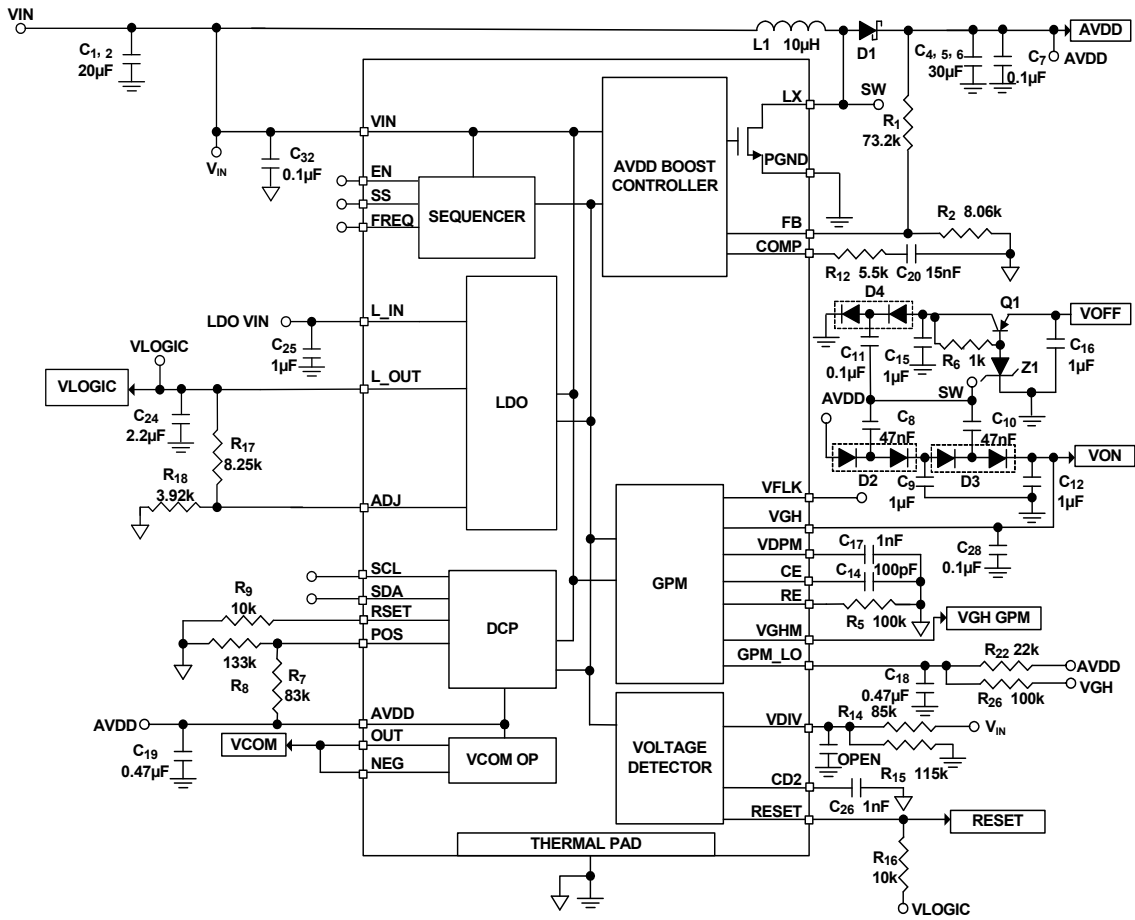 VIN
C1, 2
20µF
L1 10µH
D1
C4, 5, 6
30µF
C7
0.1µF
AVDD
AVDD
LX
SW
R1
73.2k
VIN
VIN
C32
0.1µF
AVDD BOOST
CONTROLLER
PGND
EN
SS
FREQ
SEQUENCER
FB
COMP
R2 8.06k
R12 5.5k
C20 15nF
D4
Q1
VOFF
L_IN
LDO VIN
C25
1µF
LDO
C11
0.1µF
C15
1µF
R6 1k
Z1
C16
1µF
VLOGIC
VLOGIC
L_OUT
C24
2.2µF
R17
8.25k
R18
3.92k
ADJ
SW
AVDD
C8
47nF
C10
47nF
VON
D2
C9
1µF
D3
C12
1µF
VFLK
VGH
C28
0.1µF
VDPM
C17 1nF
CE
C14 100pF
RE
R5 100k
GPM
VGHM
VGH GPM
GPM_LO
R22 22k
AVDD
C18
0.47µF
R26 100k
VGH
SCL
SDA
RSET
POS
DCP
R9
10k
133k
R8
R7
83k
AVDD
AVDD
C19
0.47µF
VCOM
OUT
NEG
VCOM OP
VOLTAGE
DETECTOR
VDIV
R14 85k
VIN
OPEN
R15 115k
CD2
C26 1nF
RESET
RESET
R16
10k
VLOGIC
THERMAL PAD